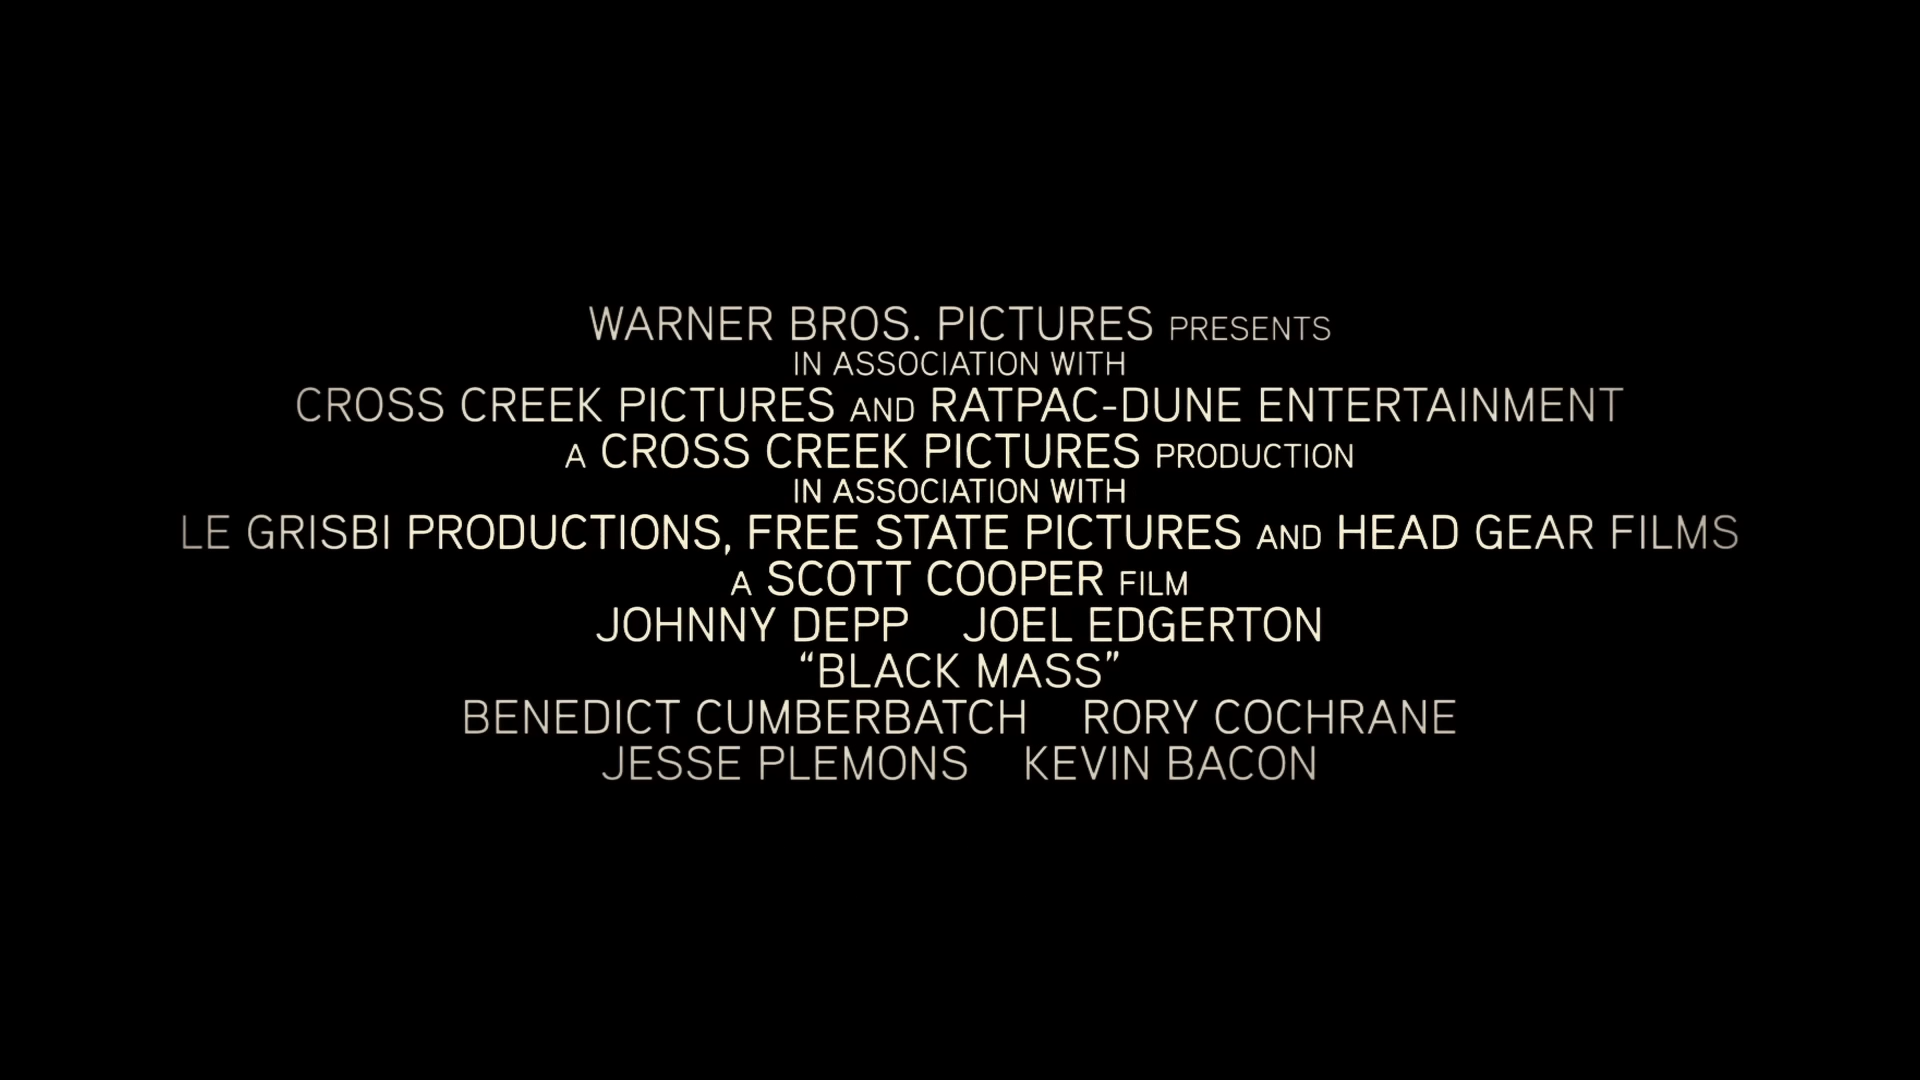 WARNER BROS. PICTURES PRESENTS
IN ASSOCIATION WITH
CROSS CREEK PICTURES AND RATPAC-DUNE ENTERTAINMENT
A CROSS CREEK PICTURES PRODUCTION
IN ASSOCIATION WITH
LE GRISBI PRODUCTIONS, FREE STATE PICTURES AND HEAD GEAR FILMS
A SCOTT COOPER FILM
JOHNNY DEPP JOEL EDGERTON
“BLACK MASS”
BENEDICT CUMBERBATCH RORY COCHRANE
JESSE PLEMONS KEVIN BACON